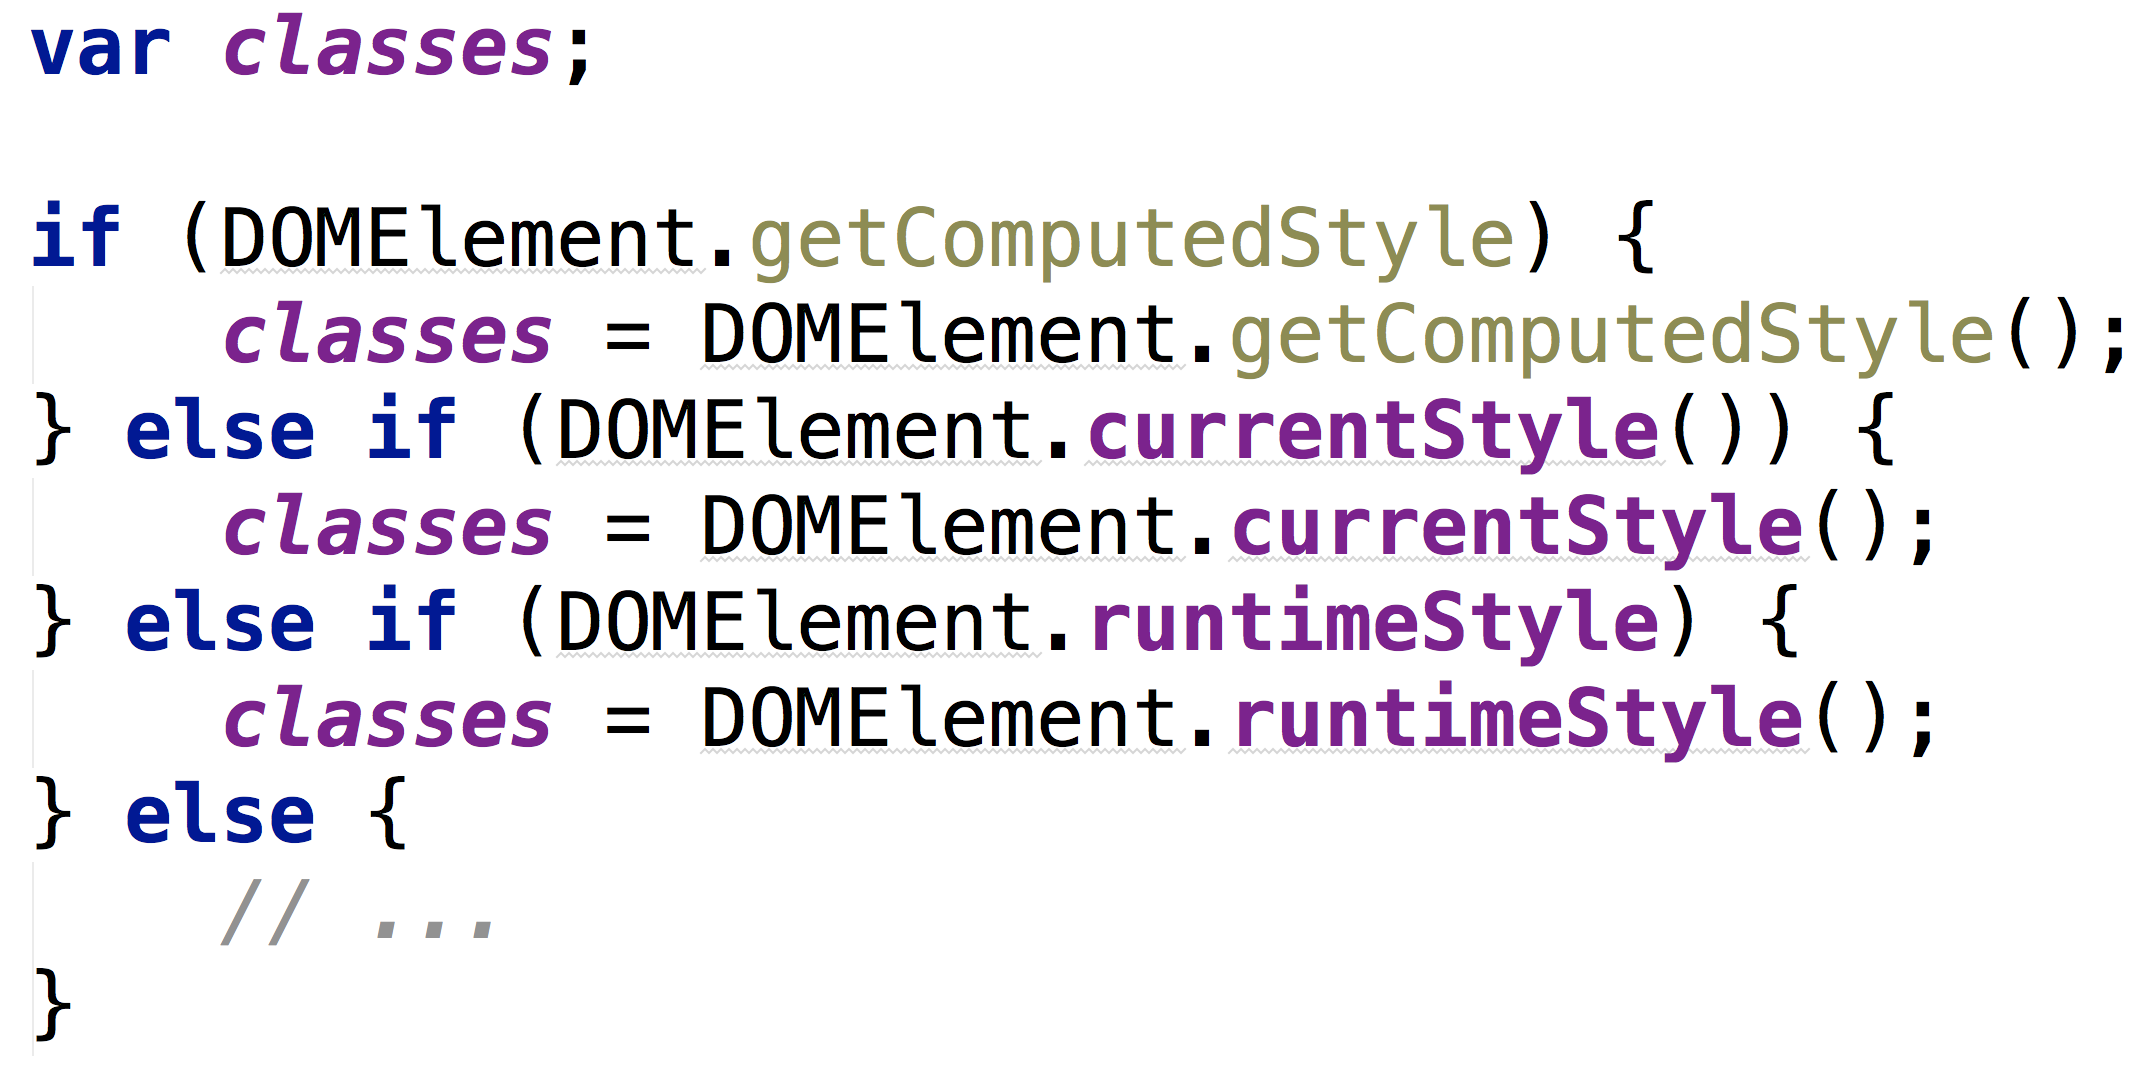 var classes;

if (DOMElement.getComputedStyle) {
    classes = DOMElement.getComputedStyle();
} else if (DOMElement.currentStyle()) {
    classes = DOMElement.currentStyle();
} else if (DOMElement.runtimeStyle) {
    classes = DOMElement.runtimeStyle();
} else {
    // ...
}